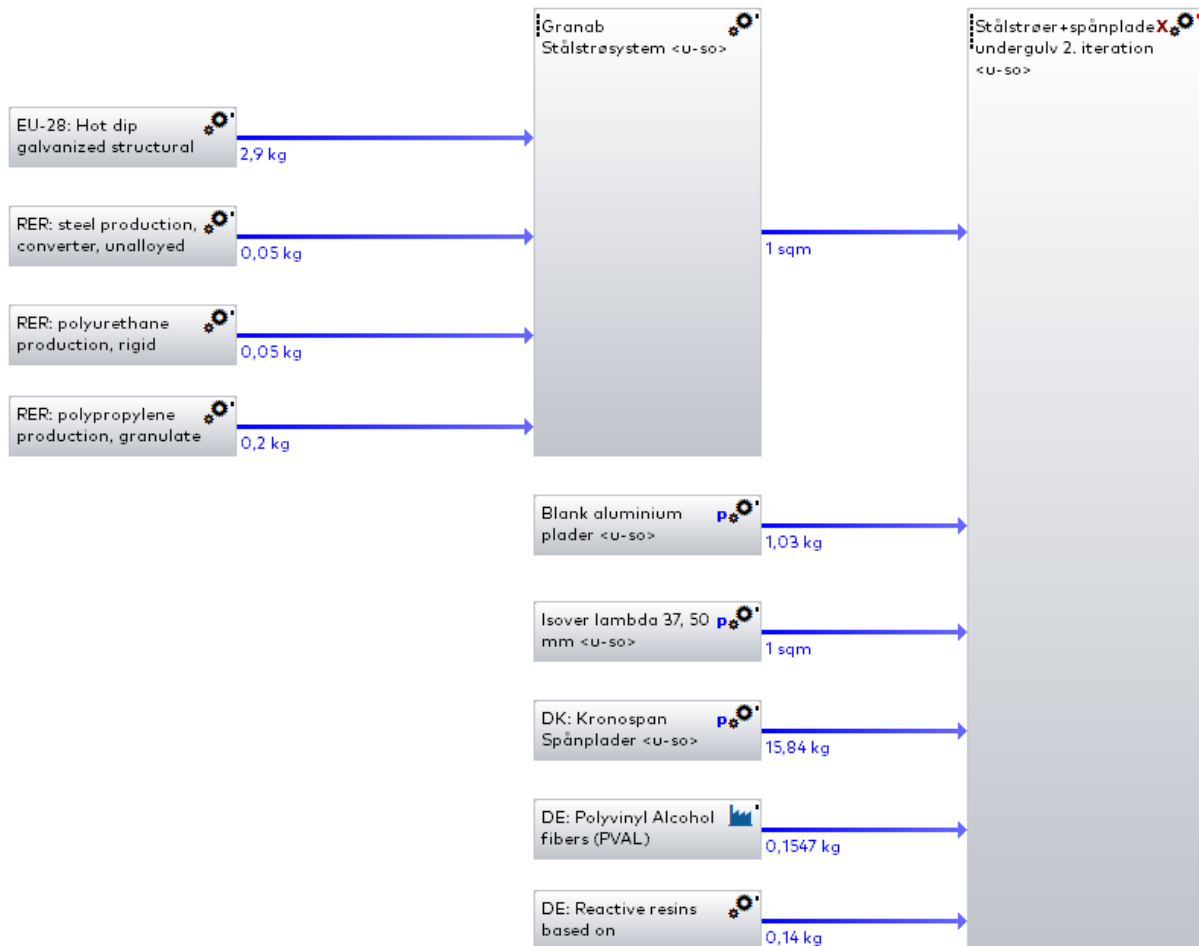 Granab
Stålstrøsystem <u-so>
Stålstrøer+spånplade X
undergulv 2. iteration
<u-so>
EU-28: Hot dip
galvanized structural
2,9 kg
RER: steel production,
converter, unalloyed
0,05 kg
1 sqm
RER: polyurethane
production, rigid
0,05 kg
RER: polypropylene
production, granulate
0,2 kg
Blank aluminium p
plader <u-so>
1,03 kg
Isover lambda 37, 50 p
mm <u-so>
1 sqm
DK: Kronospan p
Spånplader <u-so>
15,84 kg
DE: Polyvinyl Alcohol
fibers (PVAL)
0,1547 kg
DE: Reactive resins
based on
0,14 kg